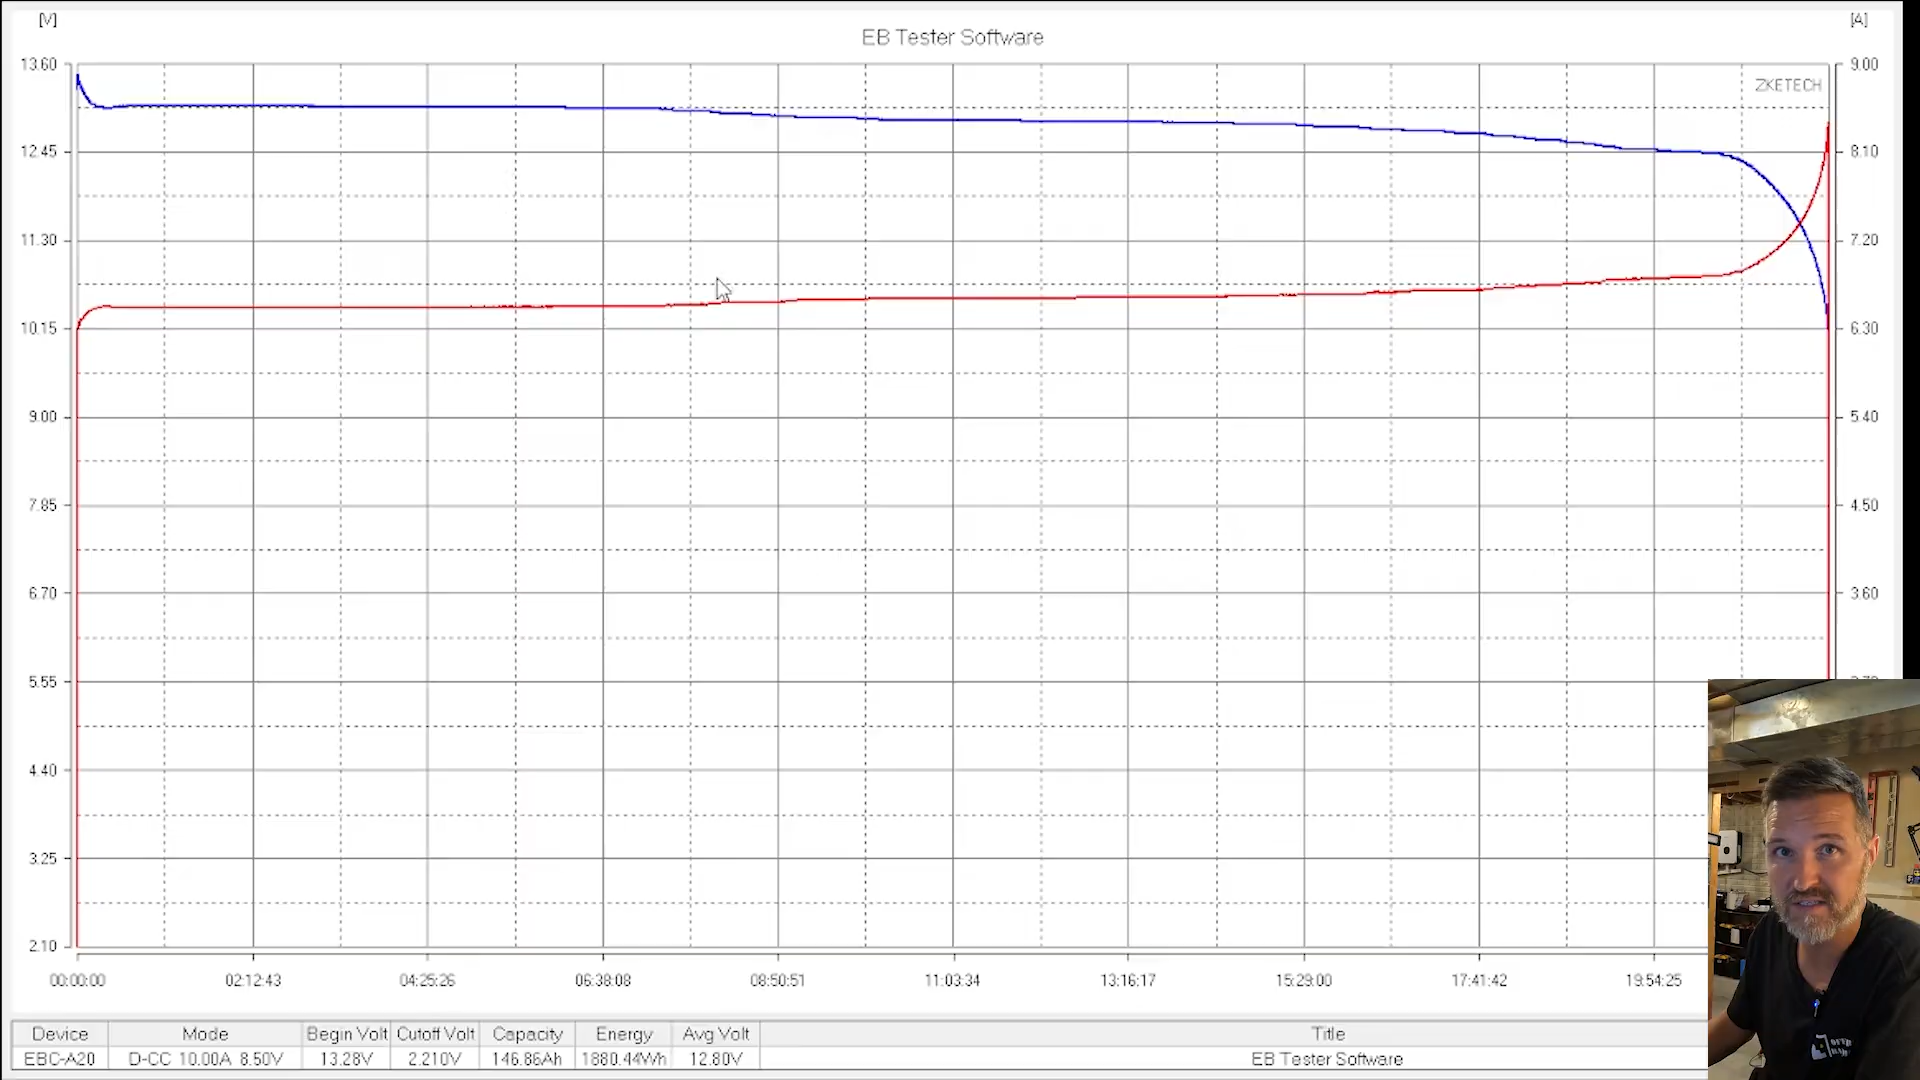 [V]
EB Tester Software
[A]
ZKETECH
13.60
12.45
11.30
10.15
9.00
7.85
6.70
5.55
4.40
3.25
2.10
9.00
8.10
7.20
6.30
5.40
4.50
3.60
00:00:00 02:12:43 04:25:26 06:38:08 08:50:51 11:03:34 13:16:17 15:29:00 17:41:42 19:54:25
Device Mode Begin Volt Cutoff Volt Capacity Energy Avg Volt Title
EBC-A20 D-CC 10.00A 8.50V 13.28V 2.210V 146.86Ah 1880.44Wh 12.80V EB Tester Software